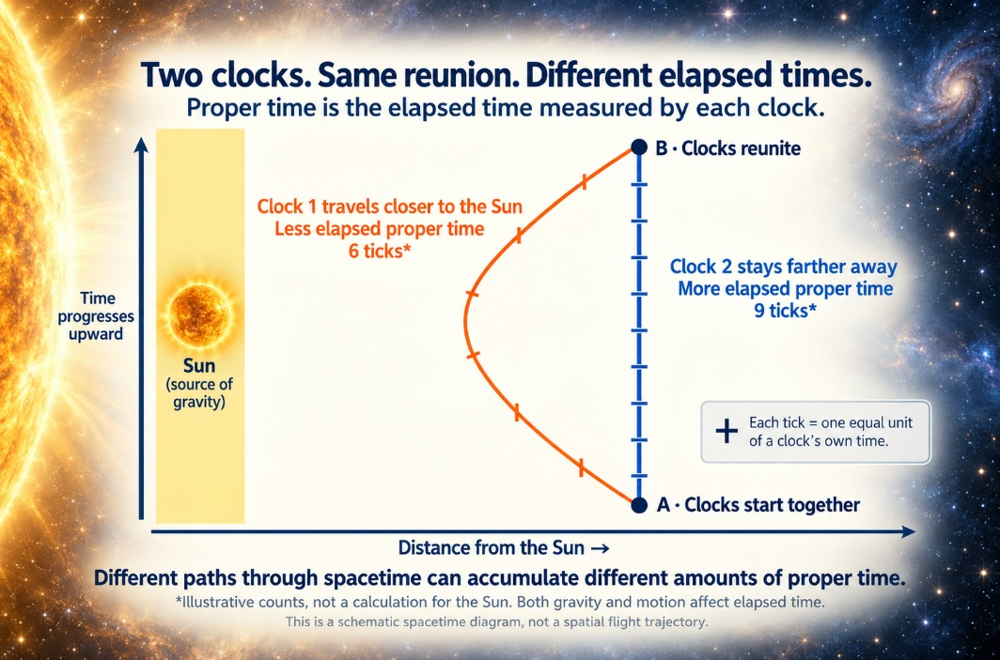 Two clocks. Same reunion. Different elapsed times.
Proper time is the elapsed time measured by each clock.
B · Clocks reunite
Clock 1 travels closer to the Sun
Less elapsed proper time
6 ticks*
Clock 2 stays farther away
More elapsed proper time
9 ticks*
Time
progresses
upward
Sun
(source of
gravity)
Each tick = one equal unit
of a clock's own time.
A · Clocks start together
Distance from the Sun →
Different paths through spacetime can accumulate different amounts of proper time.
*Illustrative counts, not a calculation for the Sun. Both gravity and motion affect elapsed time.
This is a schematic spacetime diagram, not a spatial flight trajectory.